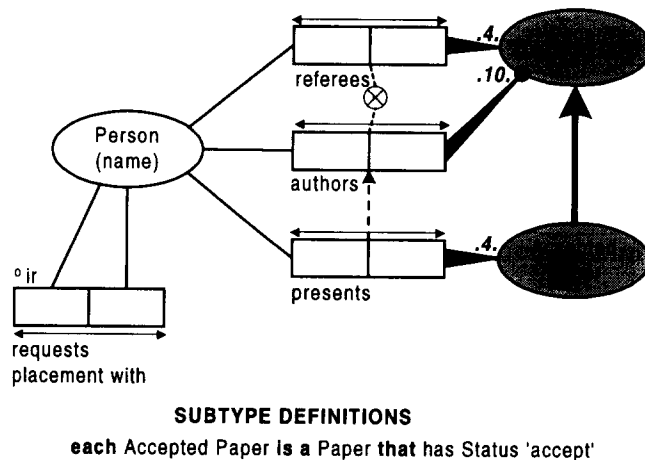 .4.
referees
.10.
Person
(name)
authors
.4.
presents
° ir
requests
placement with
SUBTYPE DEFINITIONS
each Accepted Paper is a Paper that has Status 'accept'